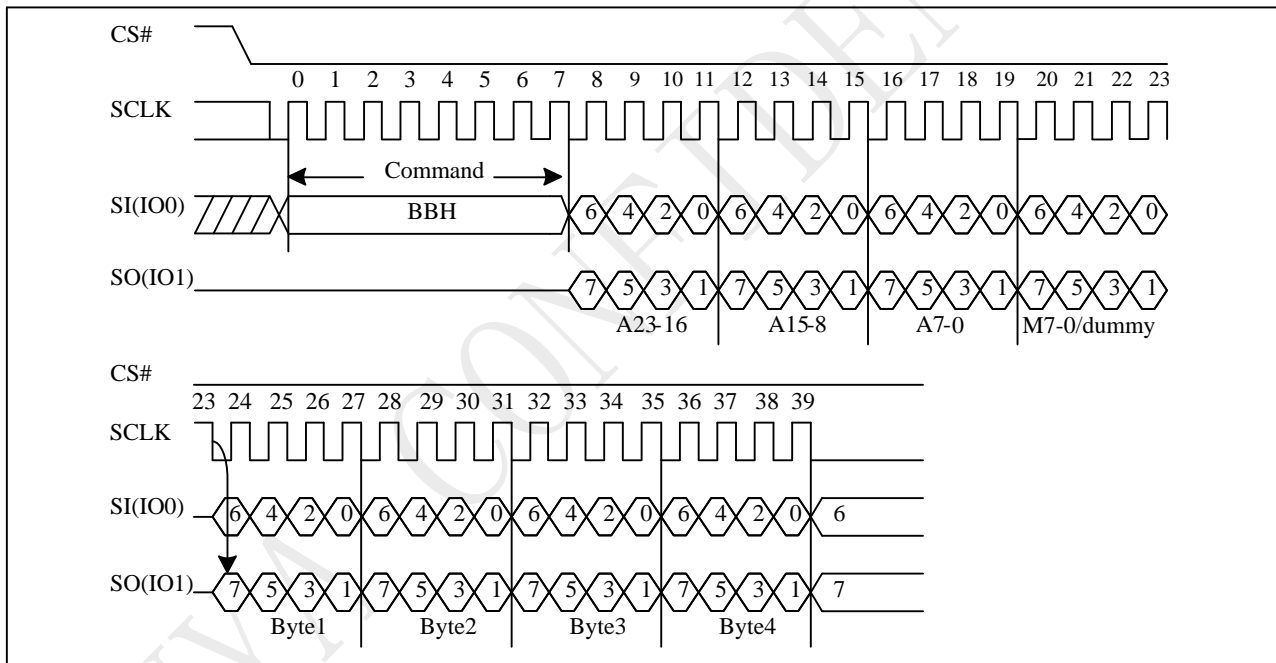 CS#
0 1 2 3 4 5 6 7 8 9 10 11 12 13 14 15 16 17 18 19 20 21 22 23
SCLK
Command
SI(IO0) BBH 6 4 2 0 6 4 2 0 6 4 2 0 6 4 2 0
SO(IO1) 7 5 3 1 7 5 3 1 7 5 3 1 7 5 3 1
A23-16 A15-8 A7-0 M7-0/dummy
CS#
23 24 25 26 27 28 29 30 31 32 33 34 35 36 37 38 39
SCLK
SI(IO0) 6 4 2 0 6 4 2 0 6 4 2 0 6 4 2 0 6
SO(IO1) 7 5 3 1 7 5 3 1 7 5 3 1 7 5 3 1 7
Byte1 Byte2 Byte3 Byte4